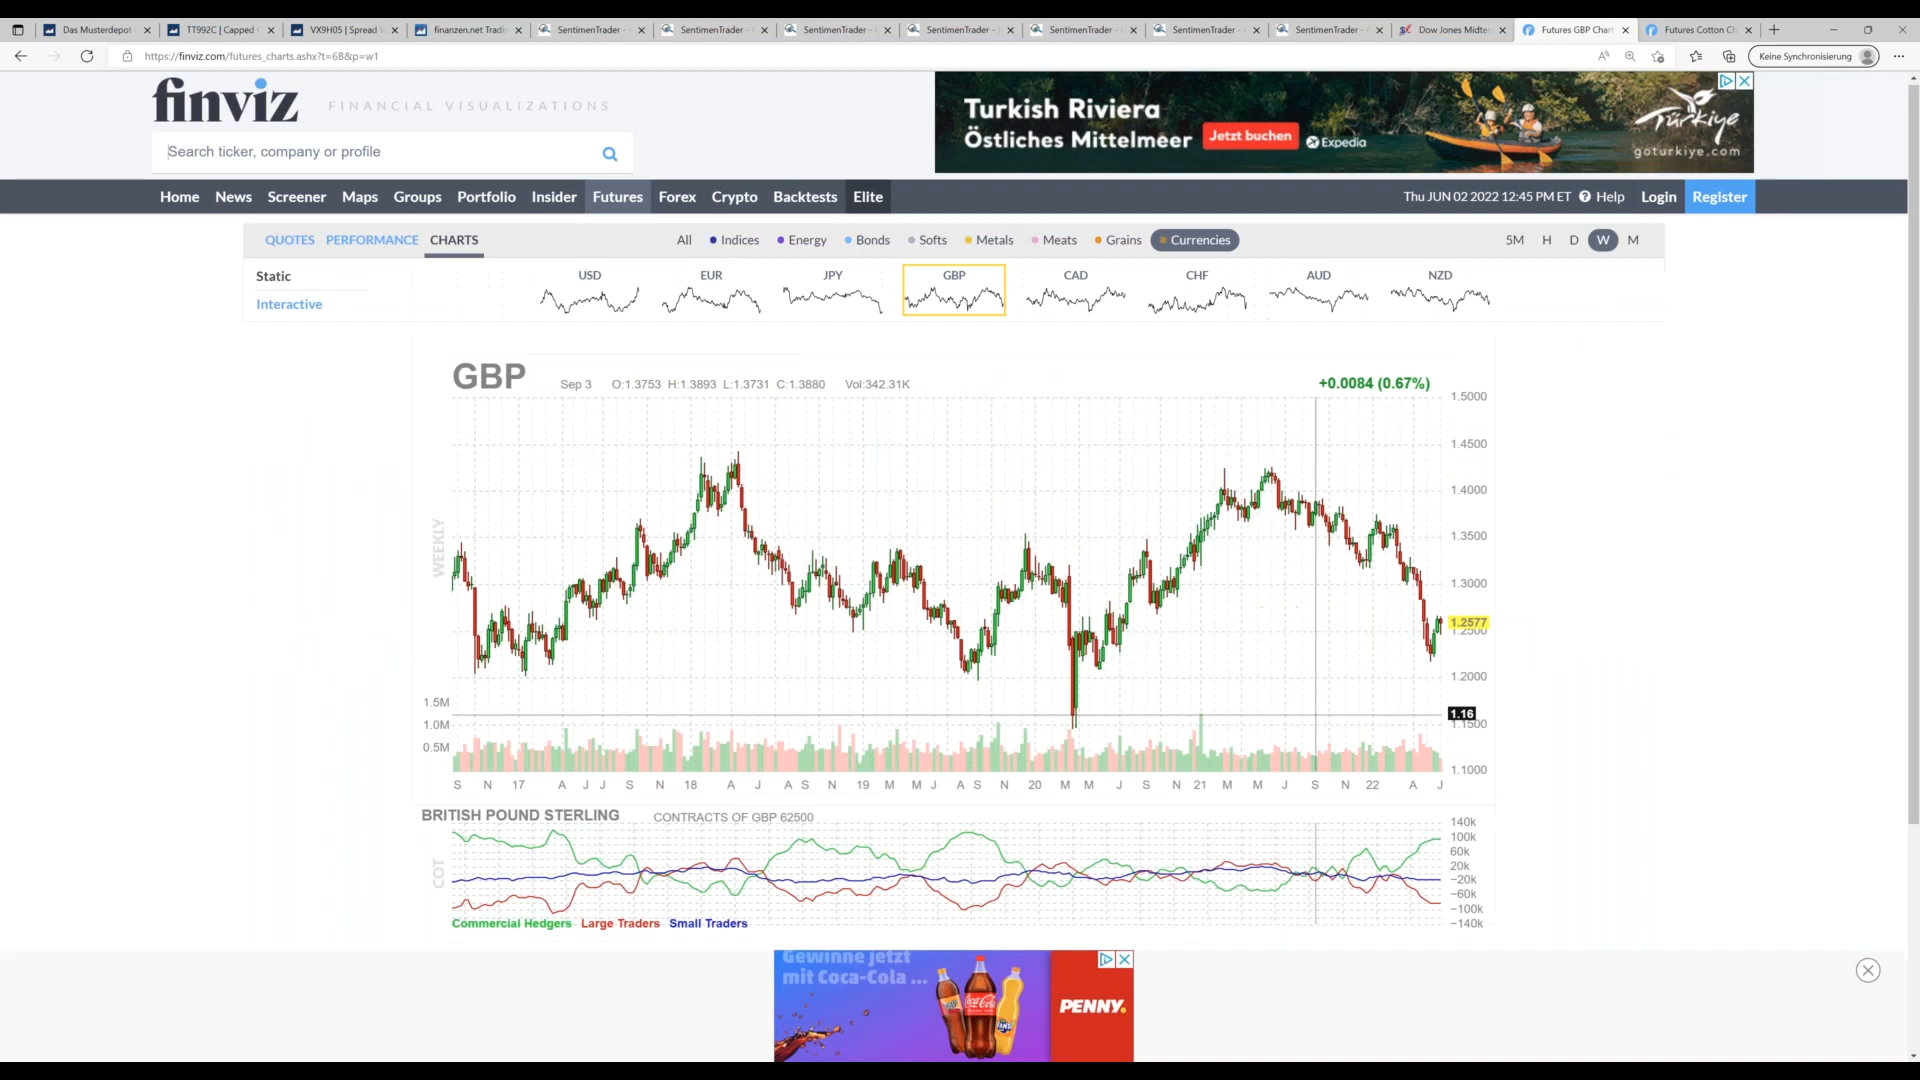 Das Musterdepot
TT992C | Capped
VX9H05 | Spread
finanzen.net Tradi
SentimenTrader -
SentimenTrader -
SentimenTrader -
SentimenTrader -
SentimenTrader -
SentimenTrader -
SentimenTrader -
Dow Jones Midte
Futures GBP Char
Futures Cotton C
https://finviz.com/futures_charts.ashx?t=6B&p=w1
Keine Synchronisierung
finviz
FINANCIAL VISUALIZATIONS
Turkish Riviera
Östliches Mittelmeer
Jetzt buchen
Expedia
Türkiye
goturkiye.com
Search ticker, company or profile
Home News Screener Maps Groups Portfolio Insider Futures Forex Crypto Backtests Elite
Thu JUN 02 2022 12:45 PM ET Help Login Register
QUOTES PERFORMANCE CHARTS
All Indices Energy Bonds Softs Metals Meats Grains Currencies
5M H D W M
Static
Interactive
USD EUR JPY GBP CAD CHF AUD NZD
GBP
Sep 3 O:1.3753 H:1.3893 L:1.3731 C:1.3880 Vol:342.31K
+0.0084 (0.67%)
WEEKLY
1.5000
1.4500
1.4000
1.3500
1.3000
1.2577
1.2500
1.2000
1.16
1.1500
1.1000
1.5M
1.0M
0.5M
S N 17 A J J S N 18 A J A S N 19 M M J A S N 20 M M J S N 21 M M J S N 22 A J
BRITISH POUND STERLING
CONTRACTS OF GBP 62500
COT
140k
100k
60k
20k
−20k
−60k
−100k
−140k
Commercial Hedgers Large Traders Small Traders
Gewinne jetzt
mit Coca-Cola ...
Coca-Cola
FANTA
PENNY.